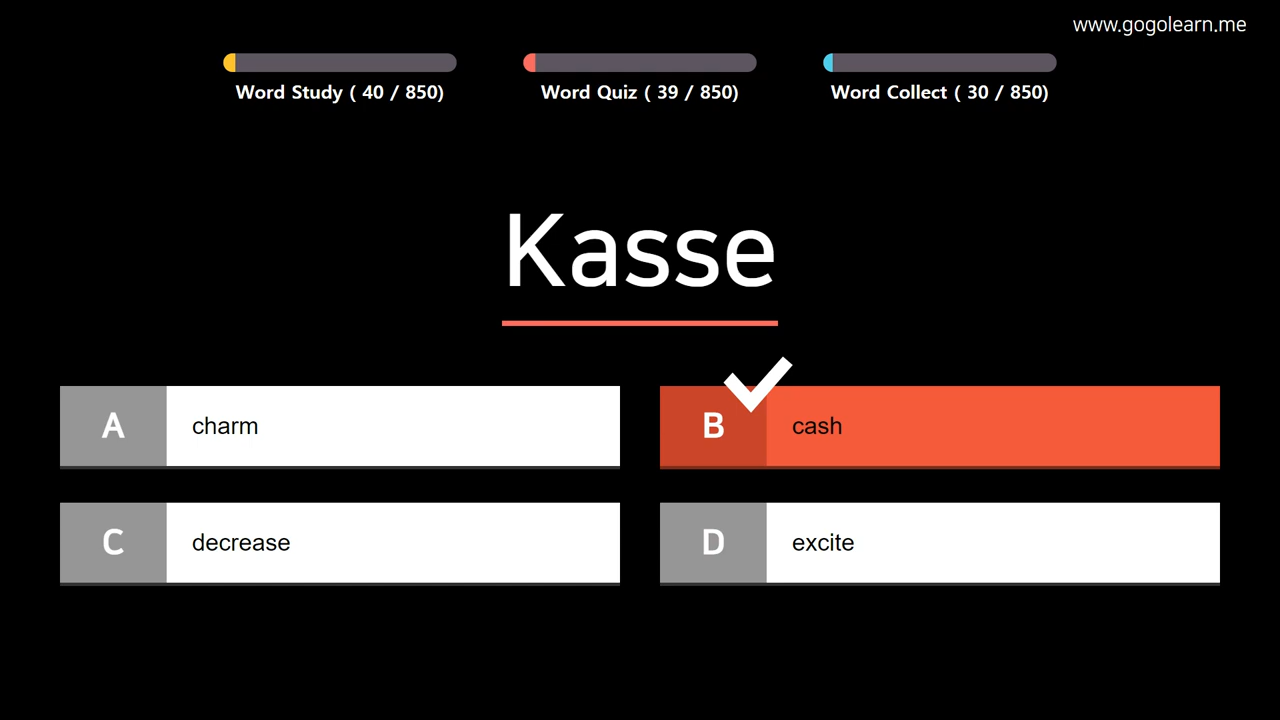 www.gogolearn.me
Word Study ( 40 / 850)
Word Quiz ( 39 / 850)
Word Collect ( 30 / 850)
Kasse
A charm
B cash
C decrease
D excite